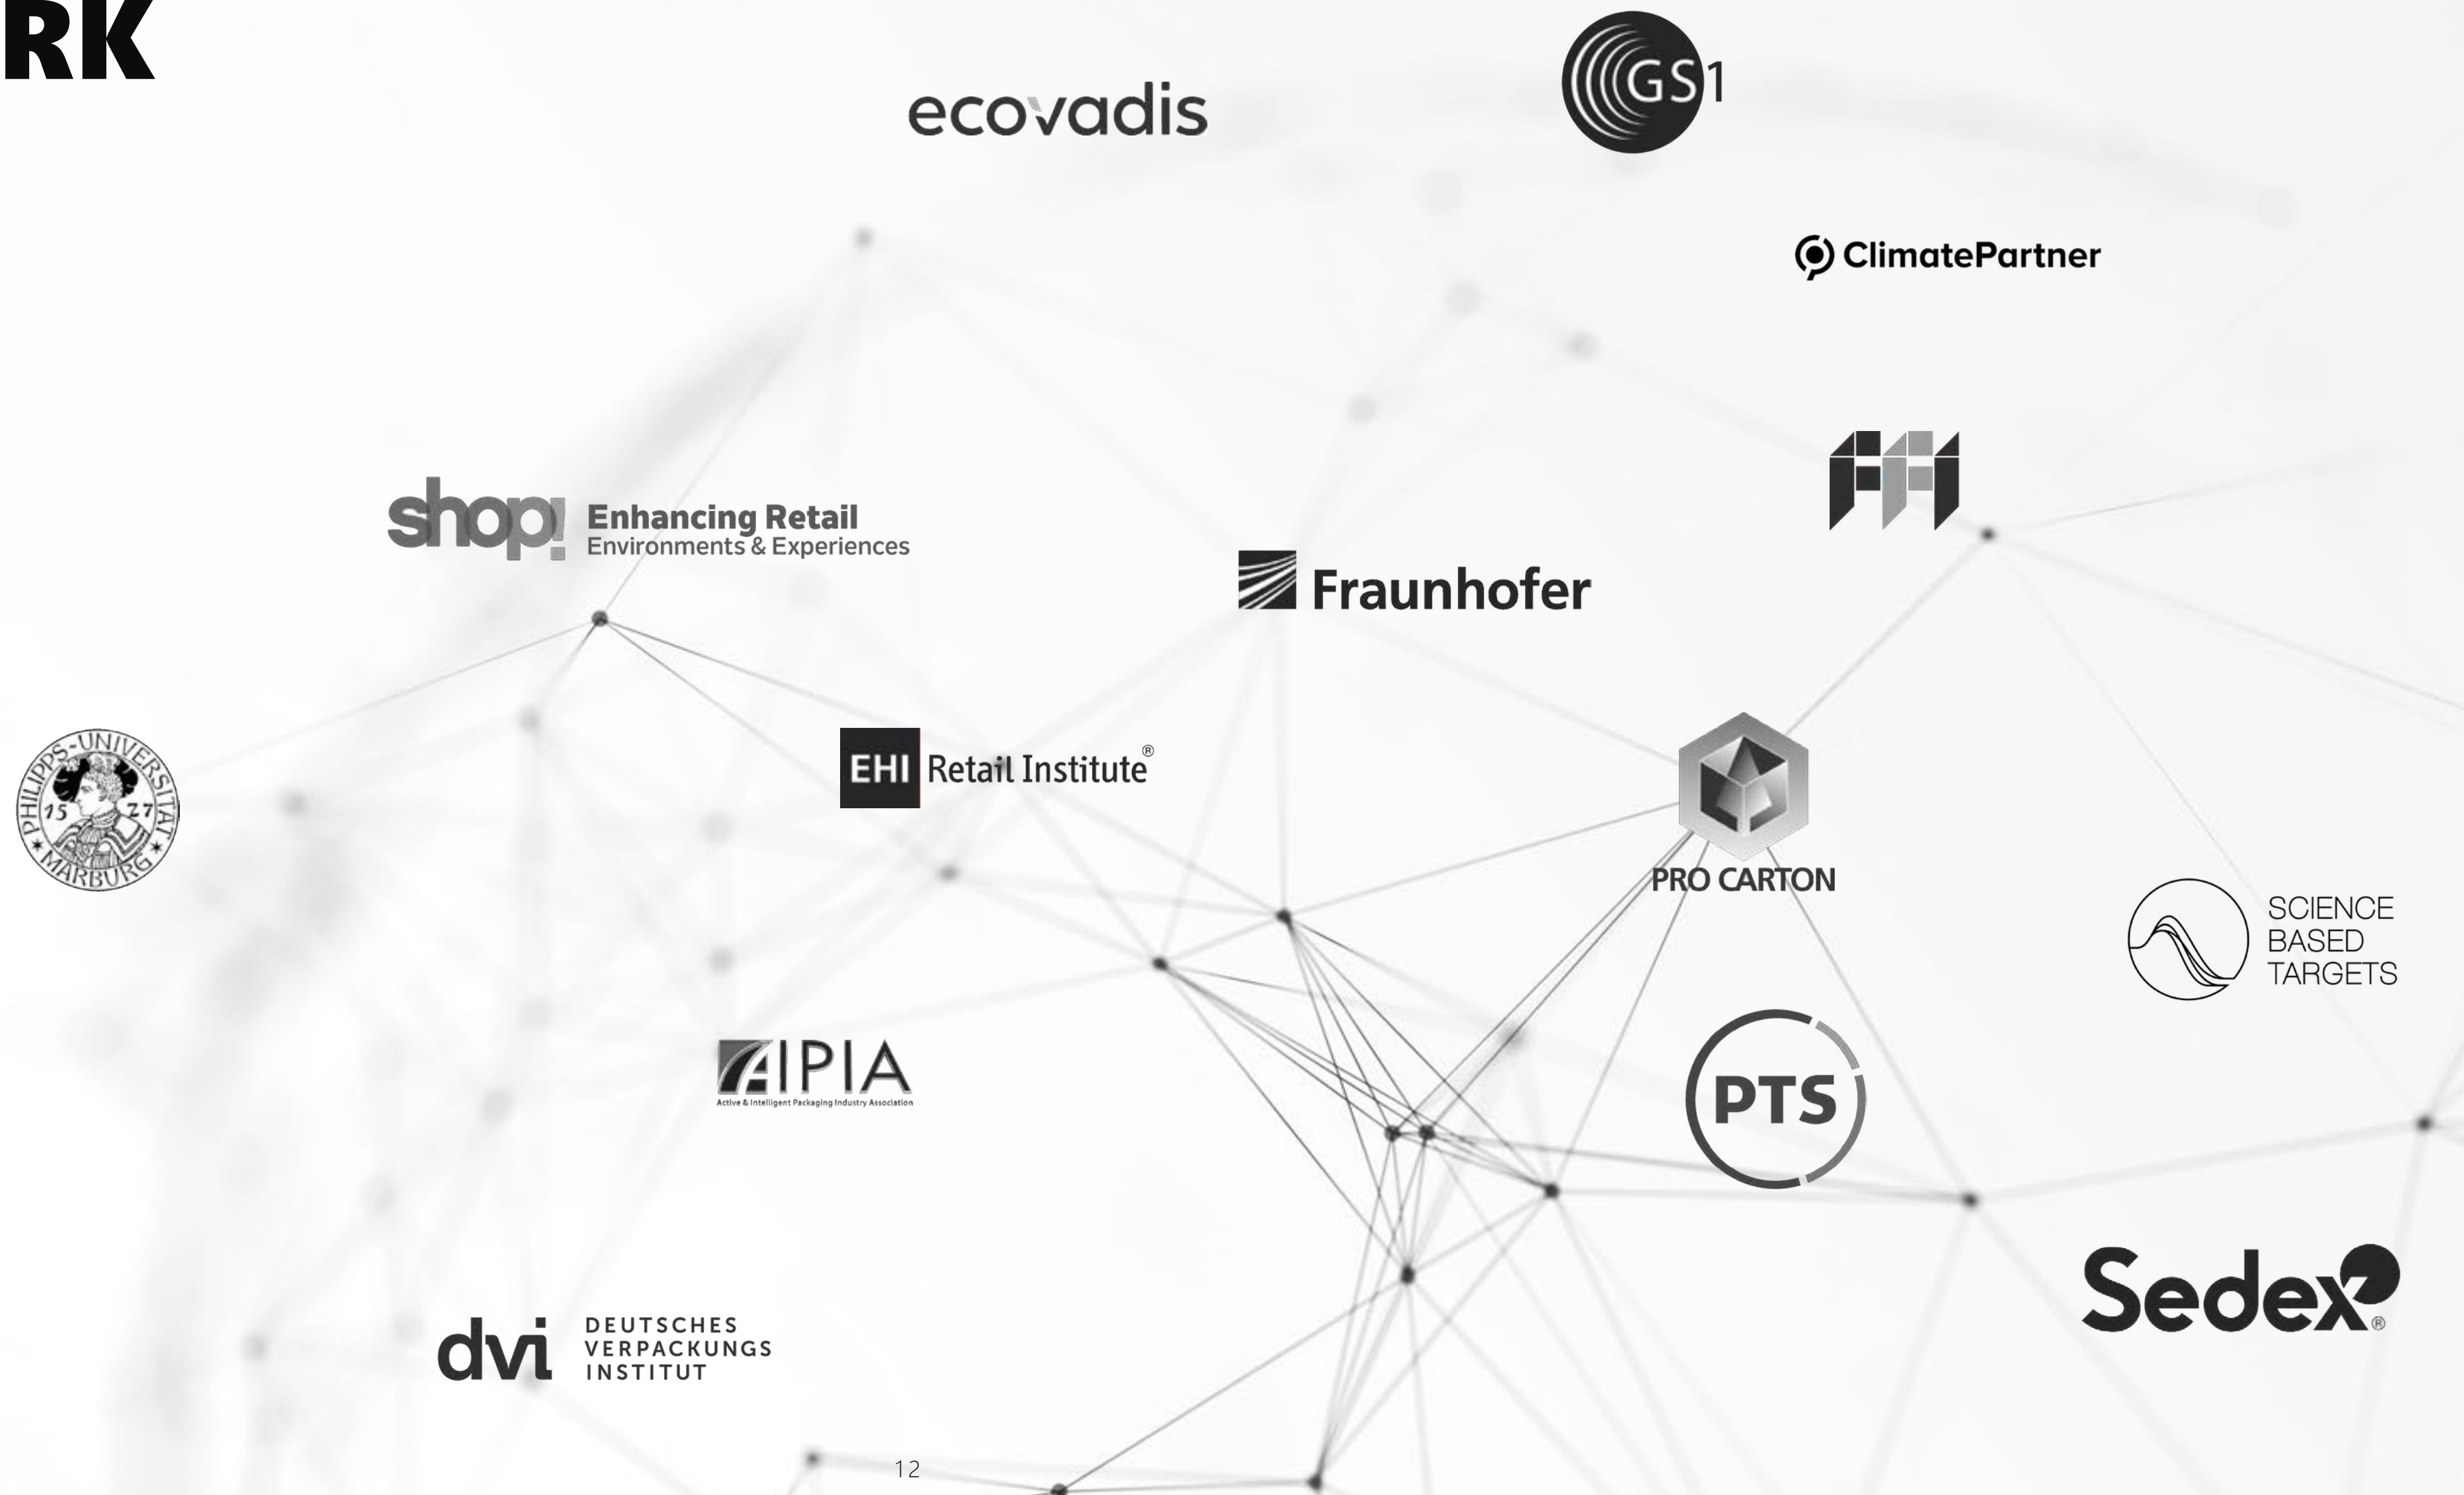 RK
ecovadis
GS1
ClimatePartner
FFI
shop!
Enhancing Retail
Environments & Experiences
Fraunhofer
PHILIPPS-UNIVERSITÄT
15 27
MARBURG
EHI Retail Institute®
PRO CARTON
SCIENCE
BASED
TARGETS
AIPIA
Active & Intelligent Packaging Industry Association
PTS
Sedex®
dvi
DEUTSCHES
VERPACKUNGS
INSTITUT
12